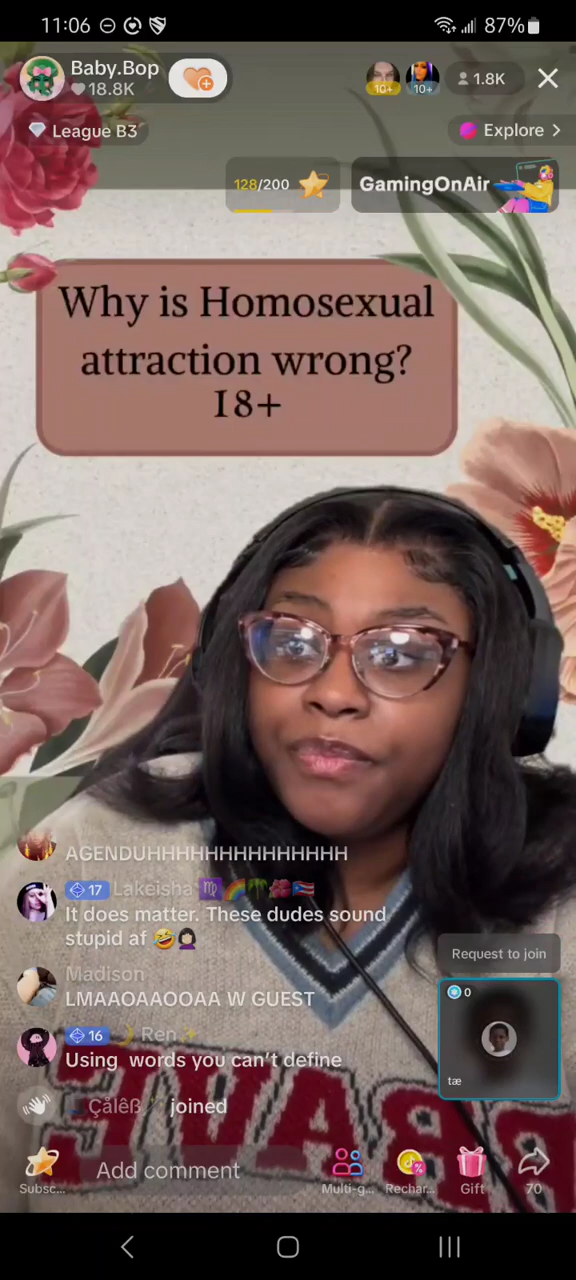 11:06
87%
Baby.Bop
18.8K
10+
10+
1.8K
League B3
Explore >
128/200
GamingOnAir
Why is Homosexual
attraction wrong?
18+
AGENDUHHHHHHHHHHHHHH
17 Lakeisha
It does matter. These dudes sound
stupid af 🤣🤦🏻‍♀️
Madison
LMAAOAAOOAA W GUEST
16 🌙 Ren ✨
Using words you can't define
Çålêß joined
Request to join
0
tæ
Add comment
Subsc...
Multi-g...
Rechar...
Gift
70